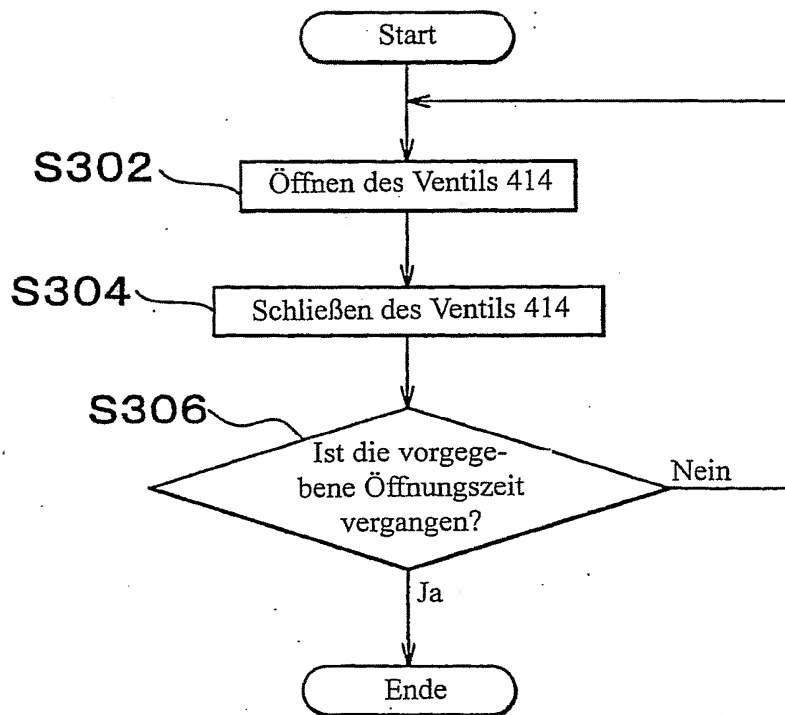 Start
S302
Öffnen des Ventils 414
S304
Schließen des Ventils 414
S306
Ist die vorgege-
bene Öffnungszeit
vergangen?
Nein
Ja
Ende